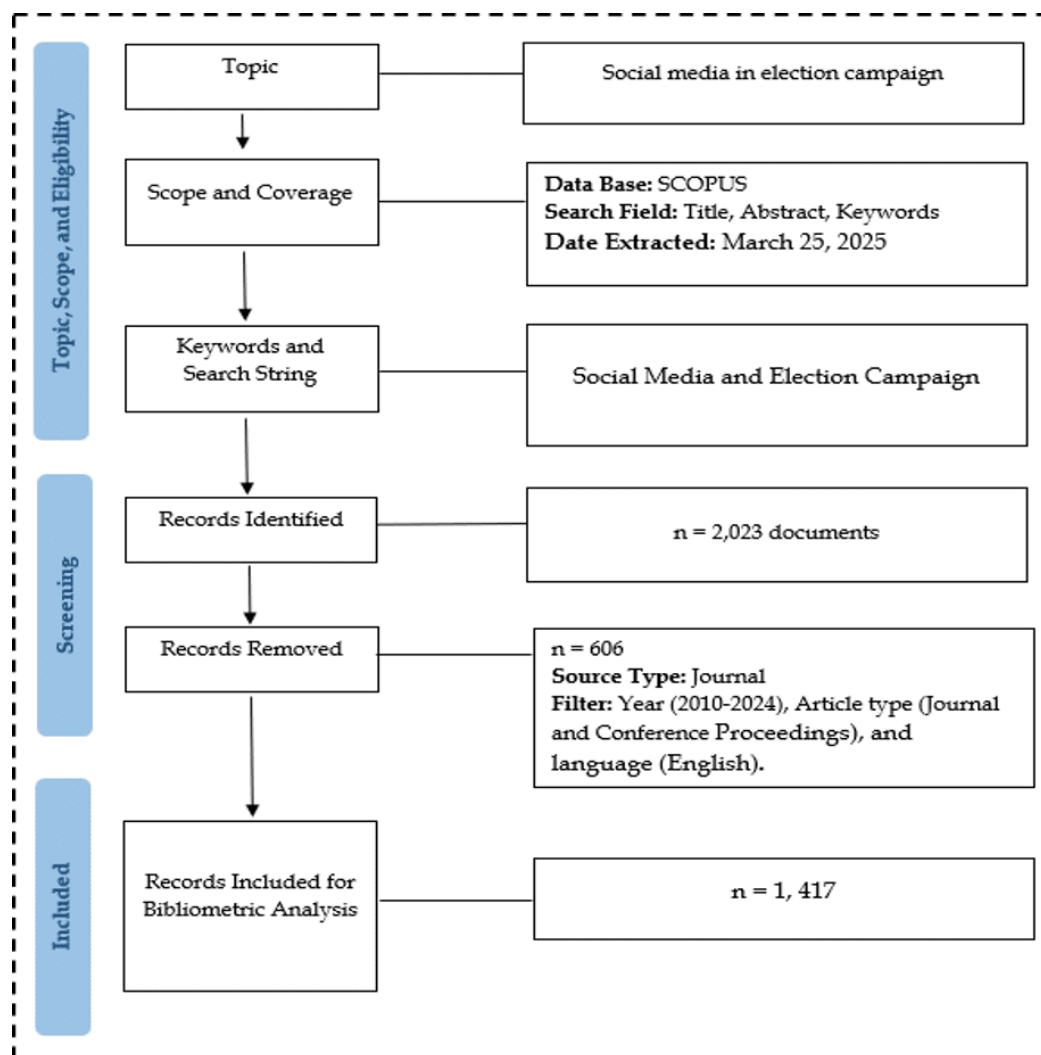 Topic, Scope, and Eligibility
Topic
Social media in election campaign
Scope and Coverage
Data Base: SCOPUS
Search Field: Title, Abstract, Keywords
Date Extracted: March 25, 2025
Keywords and
Search String
Social Media and Election Campaign
Screening
Records Identified
n = 2,023 documents
Records Removed
n = 606
Source Type: Journal
Filter: Year (2010-2024), Article type (Journal
and Conference Proceedings), and
language (English).
Included
Records Included for
Bibliometric Analysis
n = 1, 417